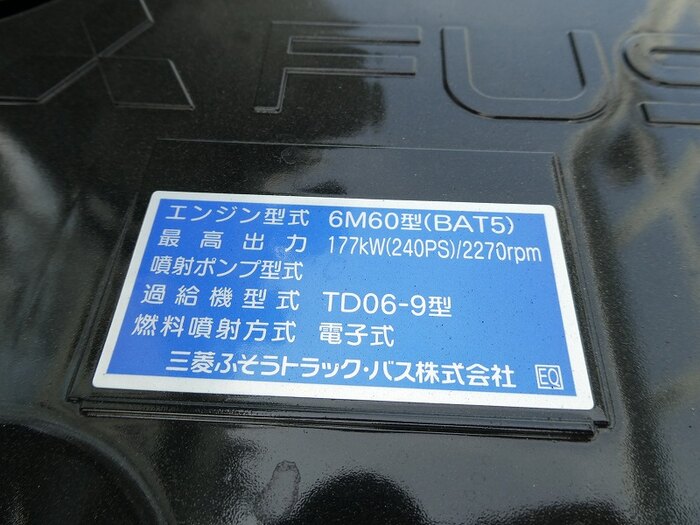 FUS
エンジン型式 6M60型(BAT5)
最高出力 177kW(240PS)/2270rpm
噴射ポンプ型式
過給機型式 TD06-9型
燃料噴射方式 電子式
三菱ふそうトラック・バス株式会社 EQ